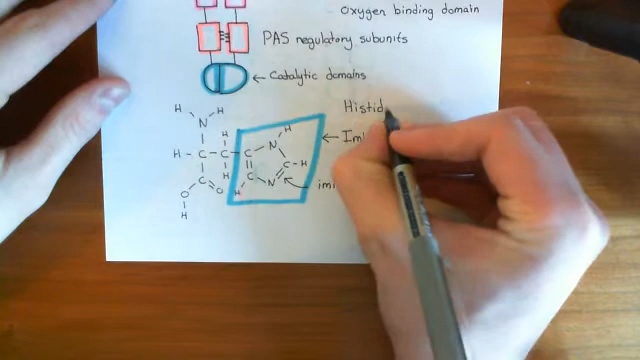 Oxygen binding domain
PAS regulatory subunits
Catalytic domains
Histid
H H
N
H H
H - C - C - C N
C - H
C H C N
O O H
H
Im
imi